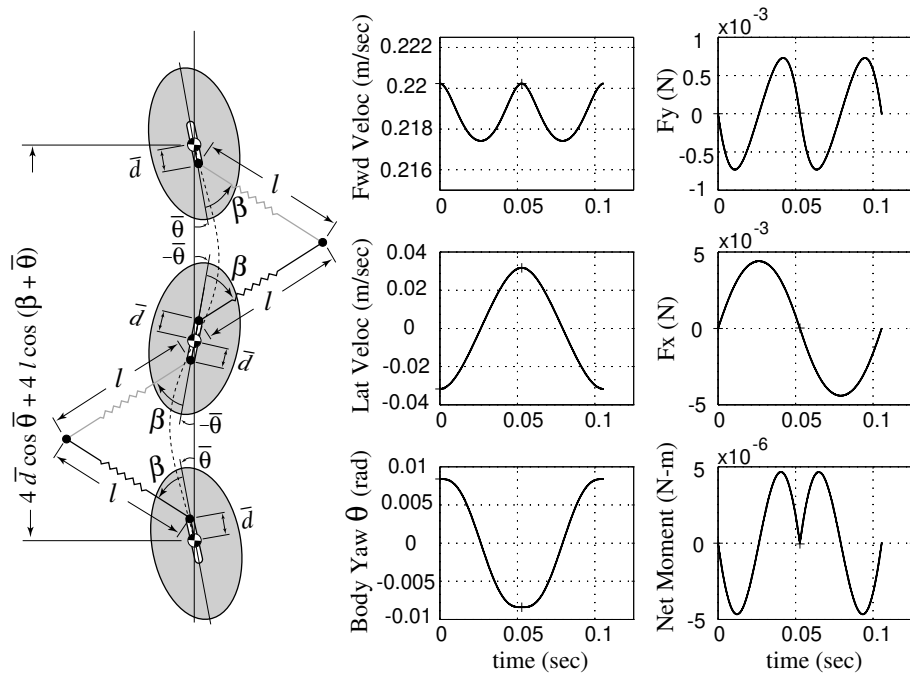 4 d̅ cos θ̅ + 4 l cos (β + θ̅)
d̅
l
β
θ̅
-θ̅
β
l
d̅
d̅
l
β
-θ̅
θ̅
β
l
d̅
Fwd Veloc (m/sec)
0.222
0.22
0.218
0.216
0
0.05
0.1
x10⁻³
Fy (N)
1
0.5
0
-0.5
-1
0
0.05
0.1
Lat Veloc (m/sec)
0.04
0.02
0
-0.02
-0.04
0
0.05
0.1
x10⁻³
Fx (N)
5
0
-5
0
0.05
0.1
Body Yaw θ (rad)
0.01
0.005
0
-0.005
-0.01
0
0.05
0.1
time (sec)
x10⁻⁶
Net Moment (N-m)
5
0
-5
0
0.05
0.1
time (sec)